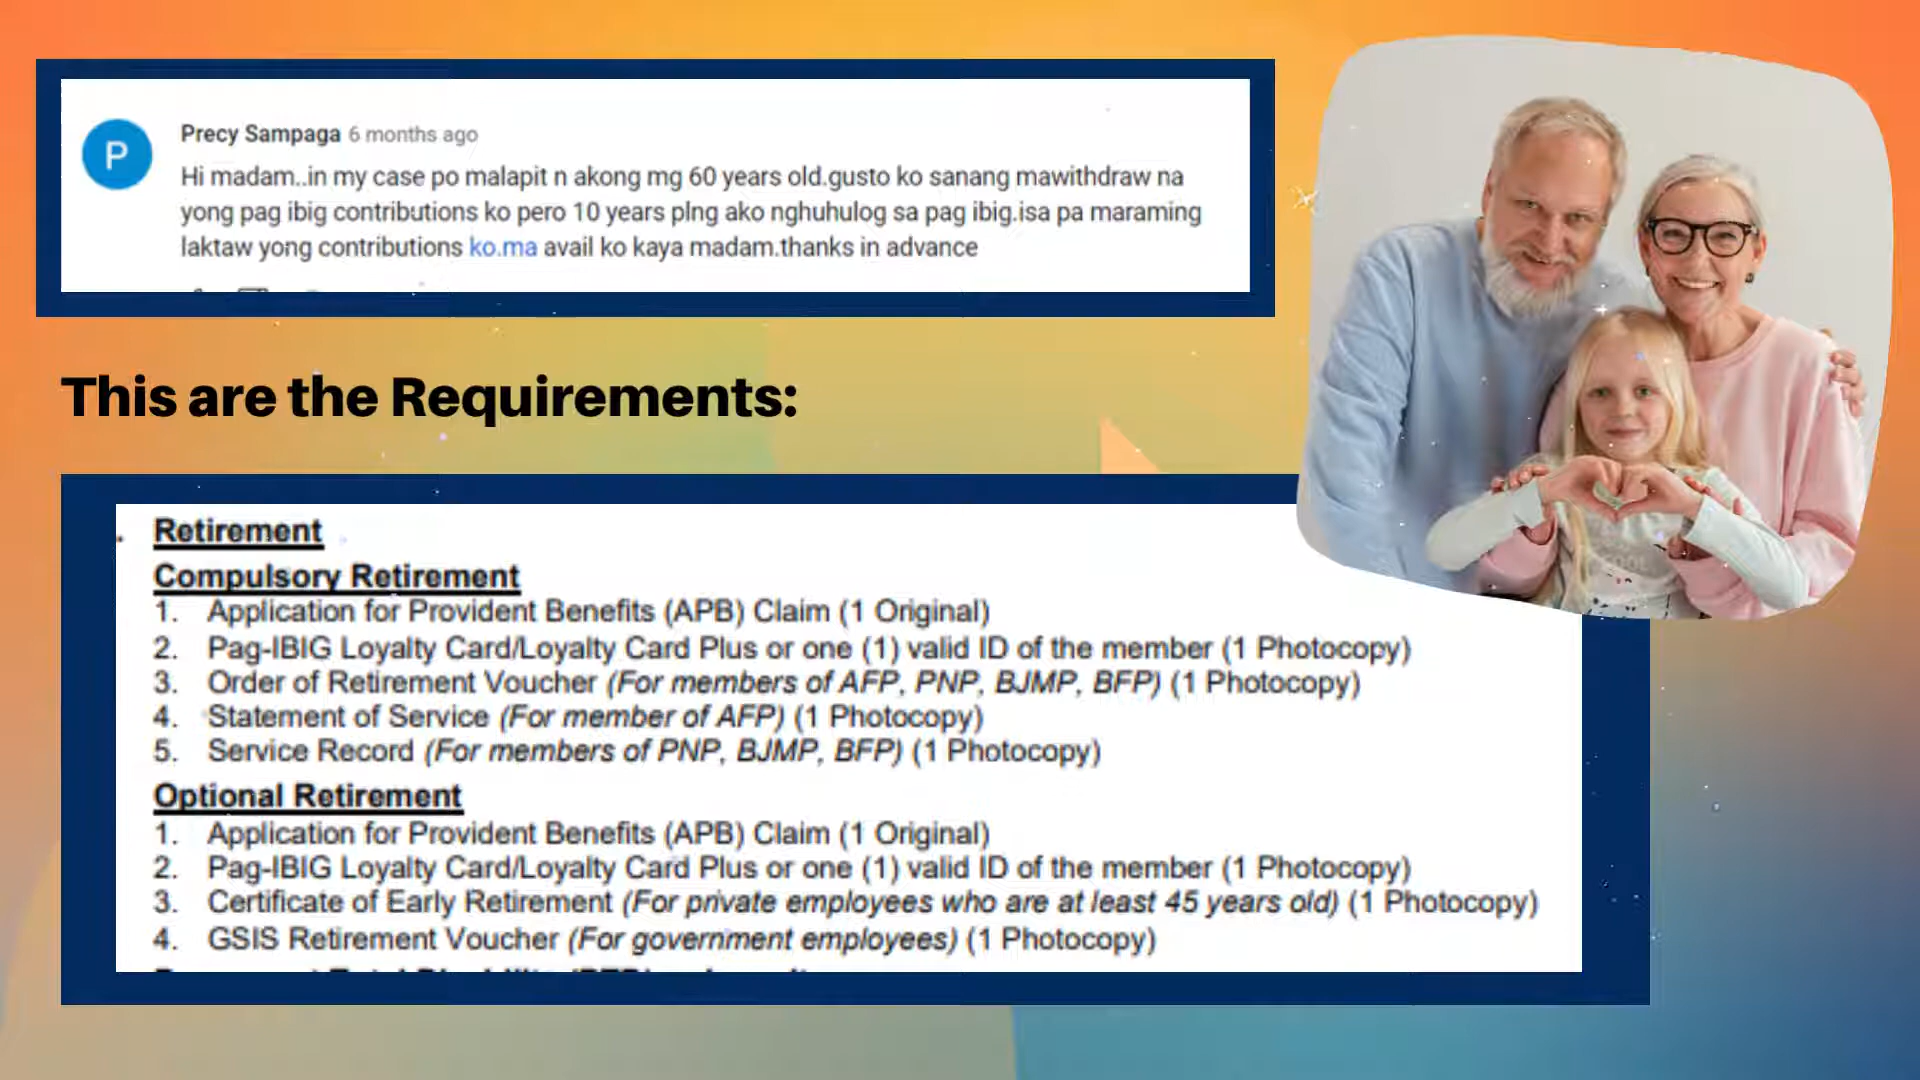 P
Precy Sampaga 6 months ago
Hi madam..in my case po malapit n akong mg 60 years old.gusto ko sanang mawithdraw na
yong pag ibig contributions ko pero 10 years plng ako nghuhulog sa pag ibig.isa pa maraming
laktaw yong contributions ko.ma avail ko kaya madam.thanks in advance
This are the Requirements:
Retirement
Compulsory Retirement
1. Application for Provident Benefits (APB) Claim (1 Original)
2. Pag-IBIG Loyalty Card/Loyalty Card Plus or one (1) valid ID of the member (1 Photocopy)
3. Order of Retirement Voucher (For members of AFP, PNP, BJMP, BFP) (1 Photocopy)
4. Statement of Service (For member of AFP) (1 Photocopy)
5. Service Record (For members of PNP, BJMP, BFP) (1 Photocopy)
Optional Retirement
1. Application for Provident Benefits (APB) Claim (1 Original)
2. Pag-IBIG Loyalty Card/Loyalty Card Plus or one (1) valid ID of the member (1 Photocopy)
3. Certificate of Early Retirement (For private employees who are at least 45 years old) (1 Photocopy)
4. GSIS Retirement Voucher (For government employees) (1 Photocopy)